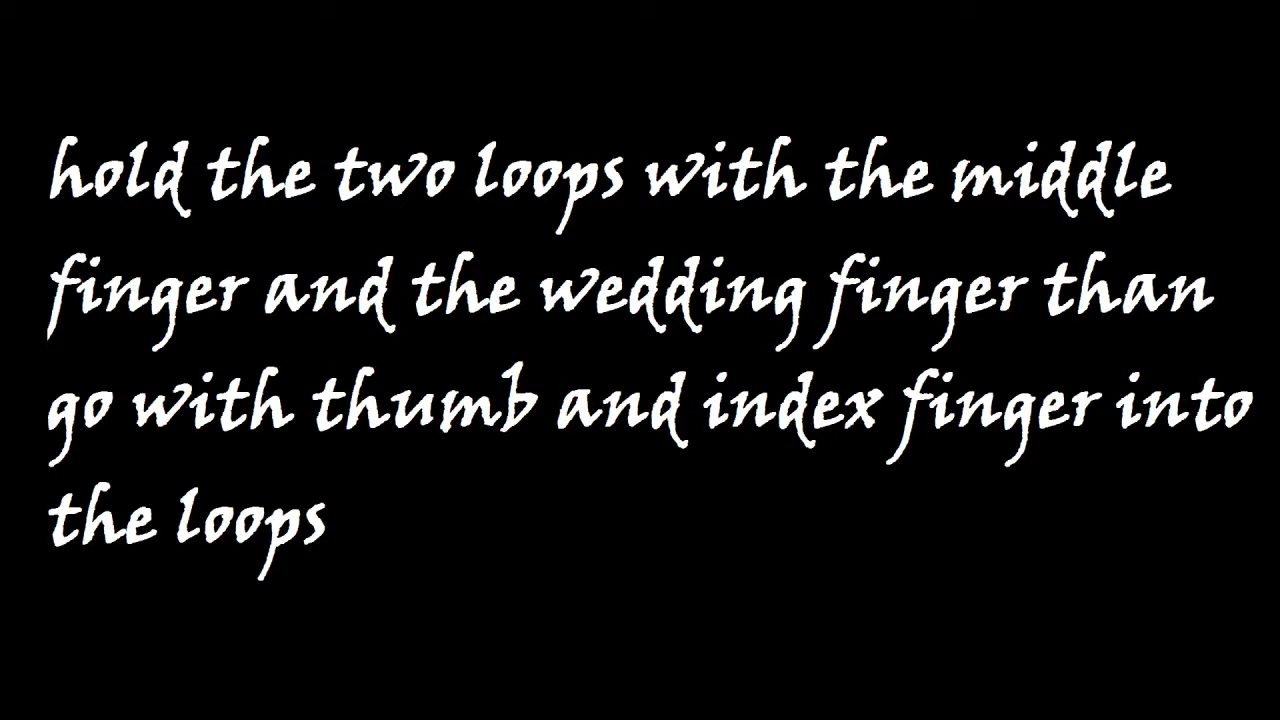 hold the two loops with the middle
finger and the wedding finger than
go with thumb and index finger into
the loops